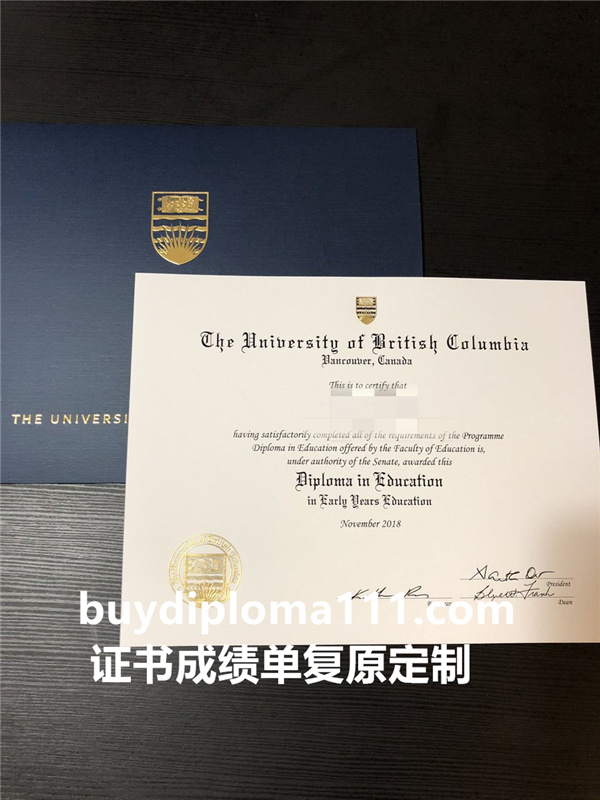 THE UNIVERSI
The University of British Columbia
Vancouver, Canada
This is to certify that
having satisfactorily completed all of the requirements of the Programme
Diploma in Education offered by the Faculty of Education is,
under authority of the Senate, awarded this
Diploma in Education
in Early Years Education
November 2018
President
Dean
buydiploma111.com
证书成绩单复原定制